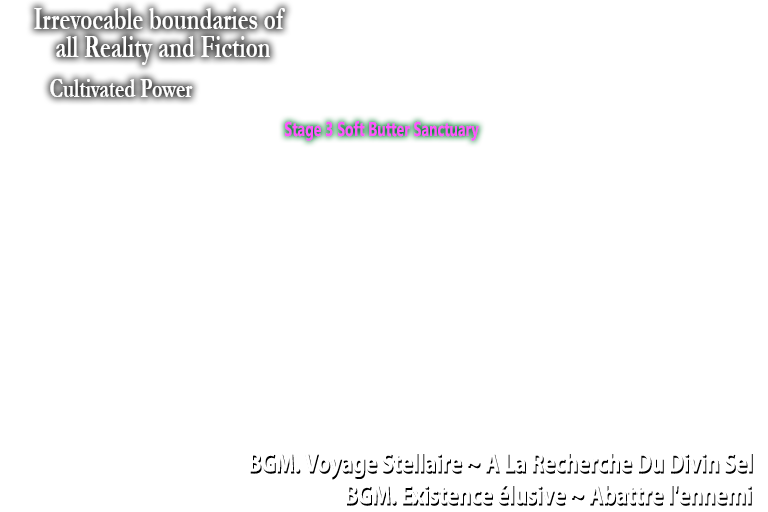 Irrevocable boundaries of
all Reality and Fiction
Cultivated Power
Stage 3 Soft Butter Sanctuary
BGM. Voyage Stellaire ~ A La Recherche Du Divin Sel
BGM. Existence élusive ~ Abattre l'ennemi